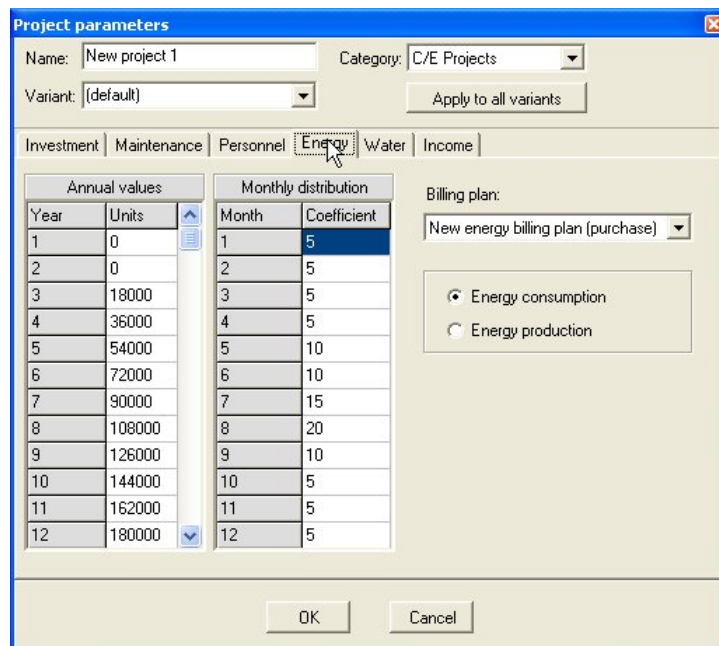 Project parameters
Name: New project 1 Category: C/E Projects
Variant: (default) Apply to all variants
Investment Maintenance Personnel Energy Water Income
Annual values Monthly distribution
Billing plan:
New energy billing plan (purchase)
Year Units Month Coefficient
1 0 1 5
2 0 2 5
3 18000 3 5
Energy consumption
4 36000 4 5
Energy production
5 54000 5 10
6 72000 6 10
7 90000 7 15
8 108000 8 20
9 126000 9 10
10 144000 10 5
11 162000 11 5
12 180000 12 5
OK Cancel